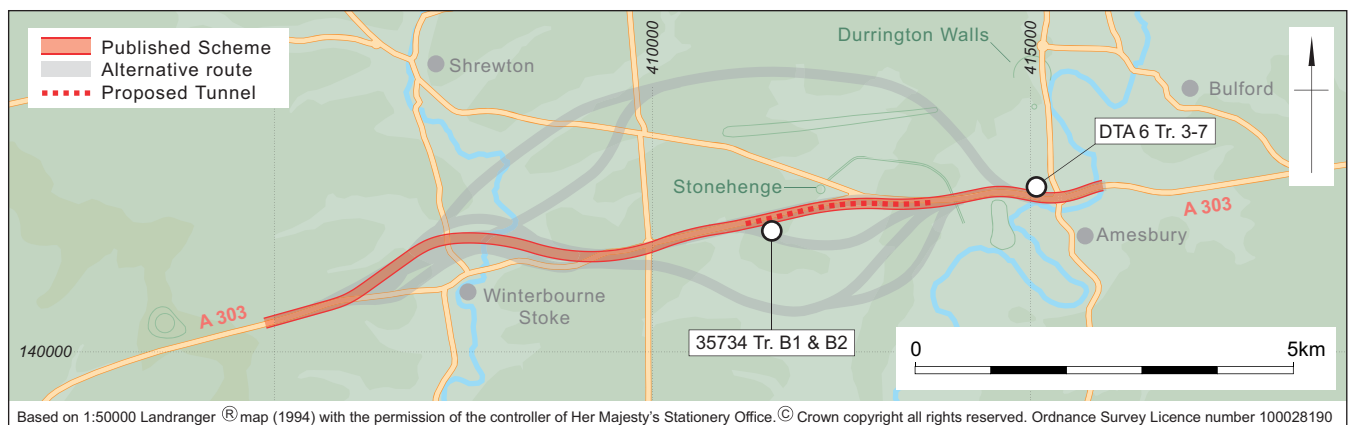 Published Scheme
Alternative route
Proposed Tunnel
Shrewton
410000
Durrington Walls
415000
Bulford
DTA 6 Tr. 3-7
Stonehenge
A 303
Amesbury
Winterbourne
Stoke
A 303
35734 Tr. B1 & B2
140000
0
5km
Based on 1:50000 Landranger ® map (1994) with the permission of the controller of Her Majesty's Stationery Office. © Crown copyright all rights reserved. Ordnance Survey Licence number 100028190